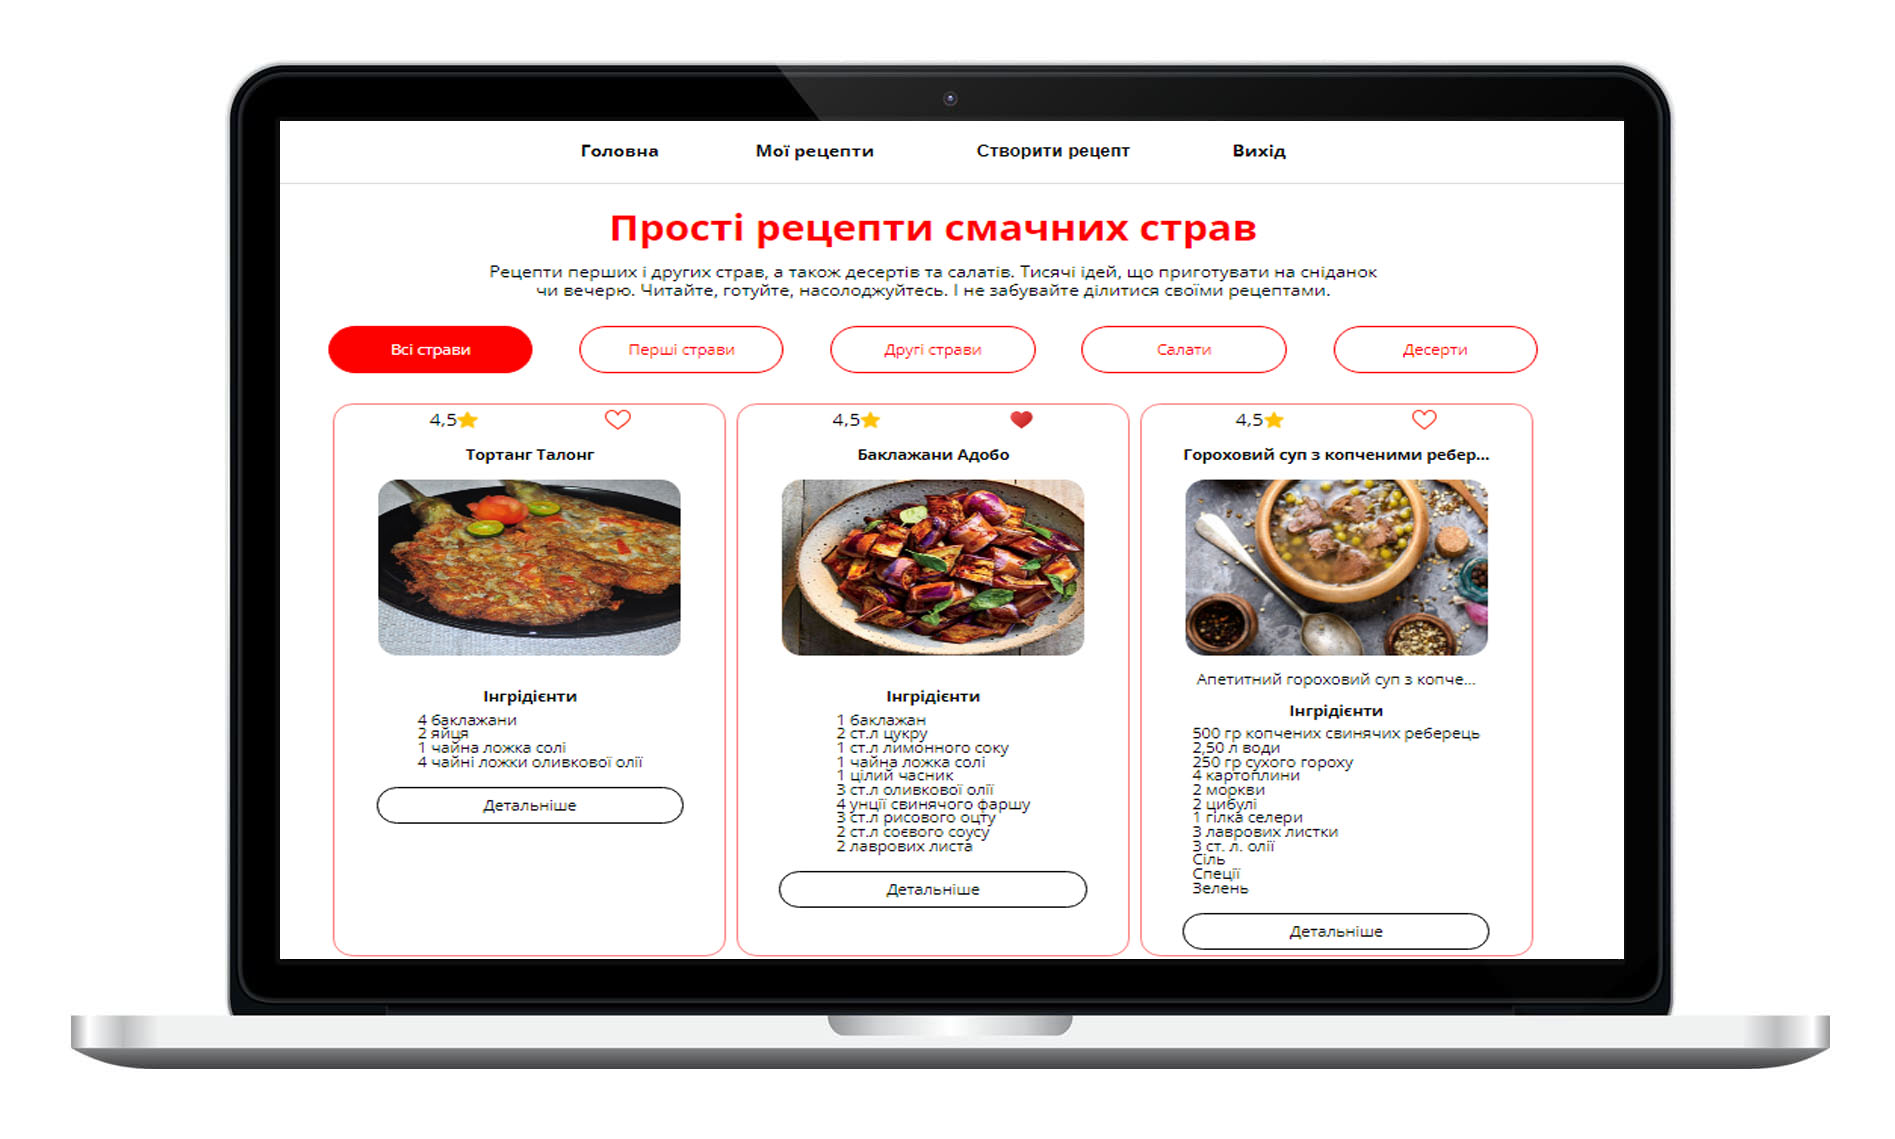 Головна Мої рецепти Створити рецепт Вихід
Прості рецепти смачних страв
Рецепти перших і других страв, а також десертів та салатів. Тисячі ідей, що приготувати на сніданок
чи вечерю. Читайте, готуйте, насолоджуйтесь. І не забувайте ділитися своїми рецептами.
Всі страви Перші страви Другі страви Салати Десерти
4,5
Тортанг Талонг
Інгрідієнти
4 баклажани
2 яйця
1 чайна ложка солі
4 чайні ложки оливкової олії
Детальніше
4,5
Баклажани Адобо
Інгрідієнти
1 баклажан
2 ст.л цукру
1 ст.л лимонного соку
1 чайна ложка солі
1 цілий часник
3 ст.л оливкової олії
4 унції свинячого фаршу
3 ст.л рисового оцту
2 ст.л соєвого соусу
2 лаврових листа
Детальніше
4,5
Гороховий суп з копченими ребер...
Апетитний гороховий суп з копче...
Інгрідієнти
500 гр копчених свинячих реберець
2,50 л води
250 гр сухого гороху
4 картоплини
2 моркви
2 цибулі
1 гілка селери
3 лаврових листки
3 ст. л. олії
Сіль
Спеції
Зелень
Детальніше